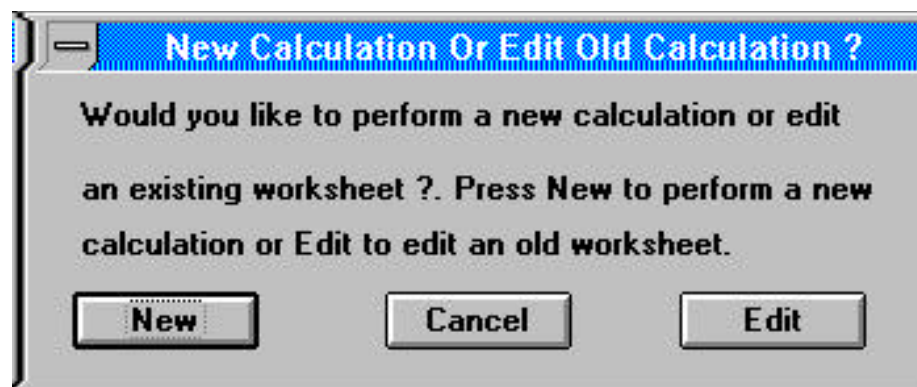 New Calculation Or Edit Old Calculation ?
Would you like to perform a new calculation or edit
an existing worksheet ?. Press New to perform a new
calculation or Edit to edit an old worksheet.
New Cancel Edit